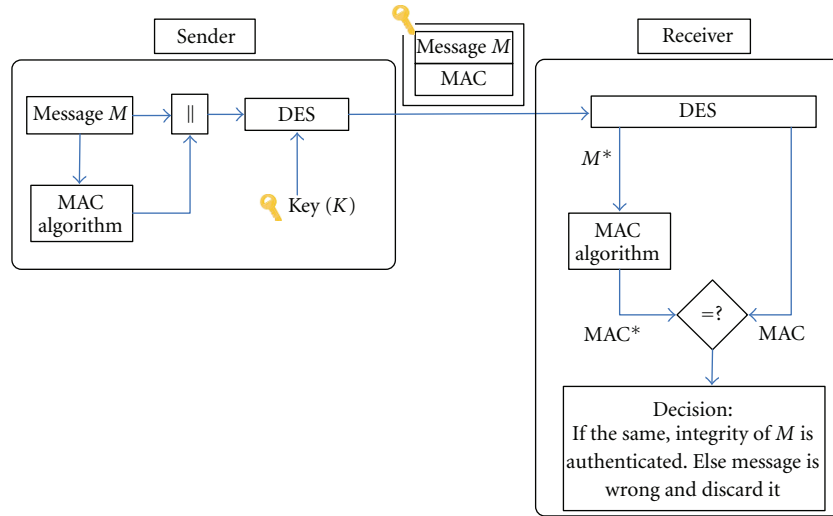 Sender
Message M
||
DES
MAC
algorithm
Key (K)
Message M
MAC
Receiver
DES
M*
MAC
algorithm
=?
MAC*
MAC
Decision:
If the same, integrity of M is
authenticated. Else message is
wrong and discard it